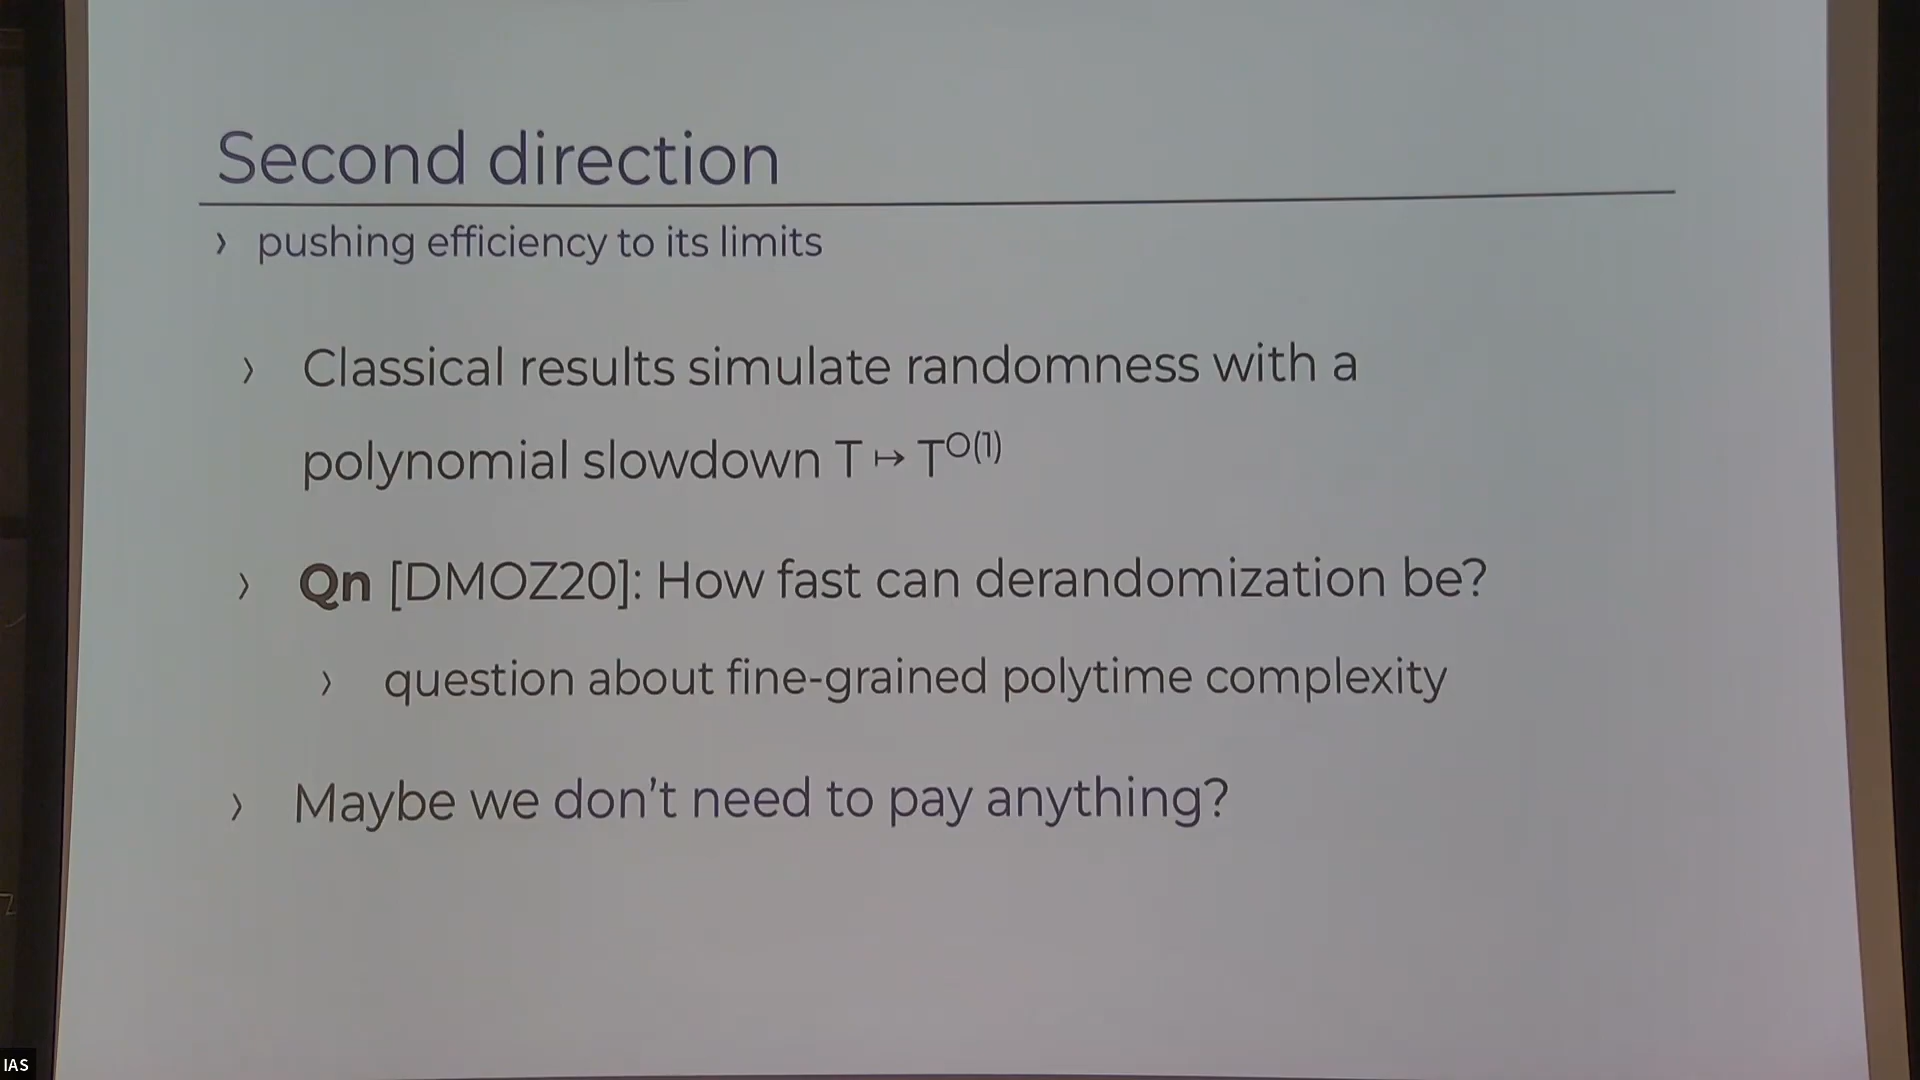 Second direction
› pushing efficiency to its limits
› Classical results simulate randomness with a
polynomial slowdown T ↦ T^O(1)
› Qn [DMOZ20]: How fast can derandomization be?
› question about fine-grained polytime complexity
› Maybe we don't need to pay anything?
IAS